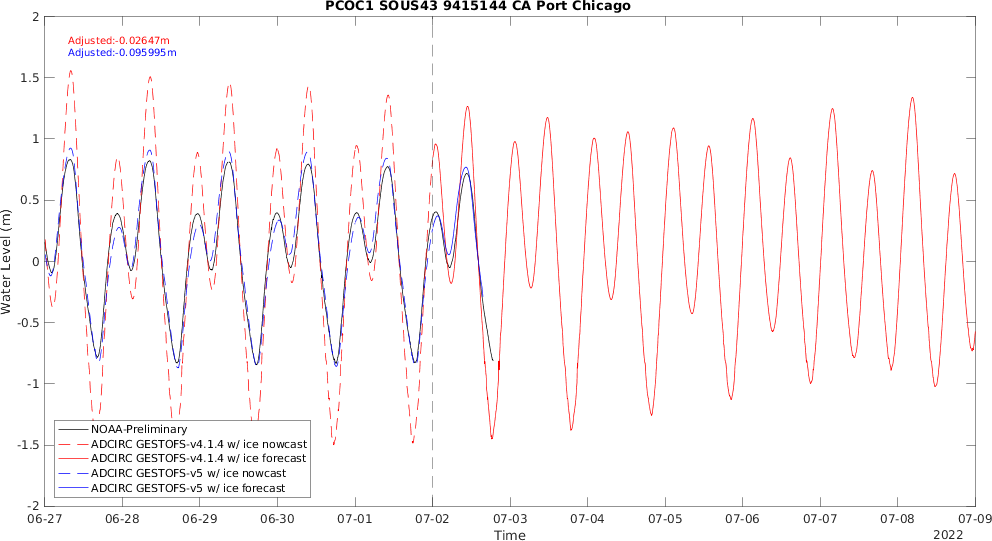 PCOC1 SOUS43 9415144 CA Port Chicago
Adjusted:-0.02647m
Adjusted:-0.095995m
2
1.5
1
0.5
0
-0.5
-1
-1.5
-2
Water Level (m)
NOAA-Preliminary
ADCIRC GESTOFS-v4.1.4 w/ ice nowcast
ADCIRC GESTOFS-v4.1.4 w/ ice forecast
ADCIRC GESTOFS-v5 w/ ice nowcast
ADCIRC GESTOFS-v5 w/ ice forecast
06-27 06-28 06-29 06-30 07-01 07-02 07-03 07-04 07-05 07-06 07-07 07-08 07-09
Time
2022